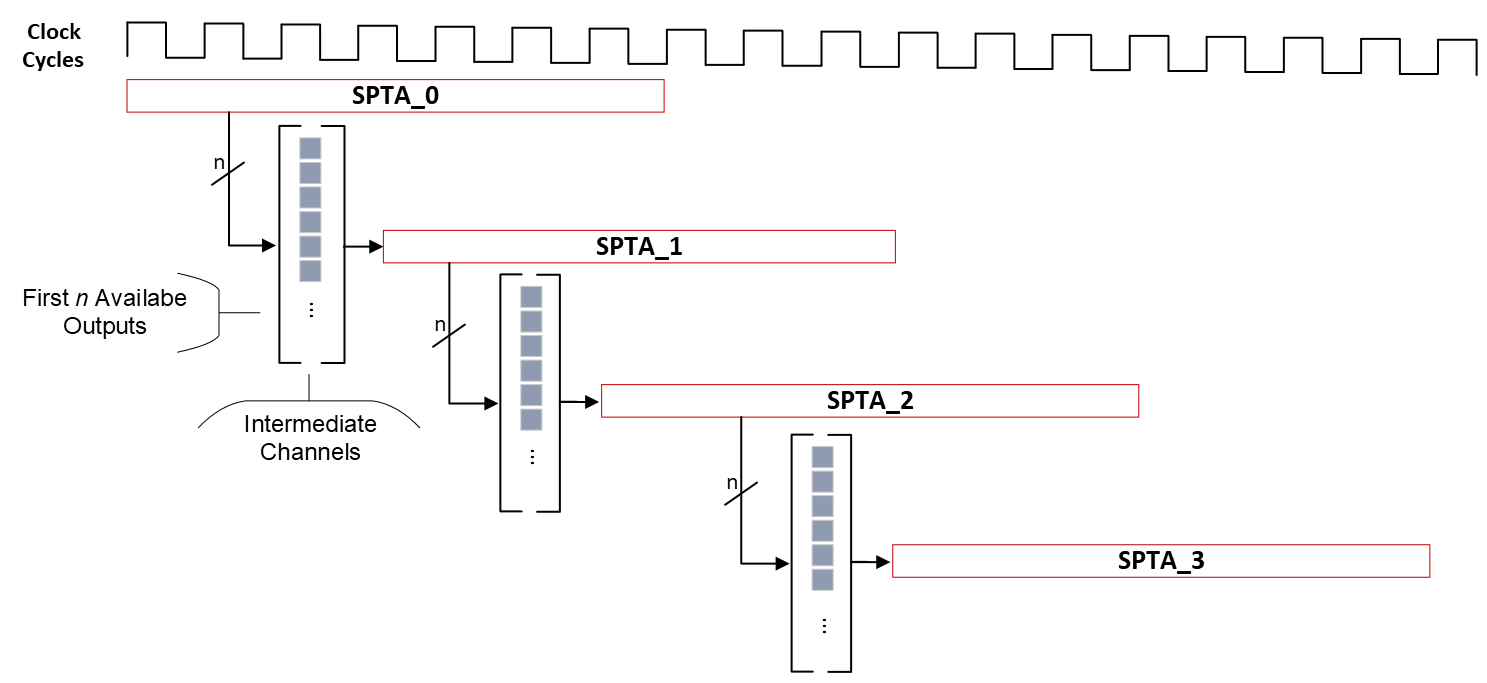 Clock
Cycles
SPTA_0
n
SPTA_1
First n Availabe
Outputs
...
n
SPTA_2
Intermediate
Channels
...
n
SPTA_3
...